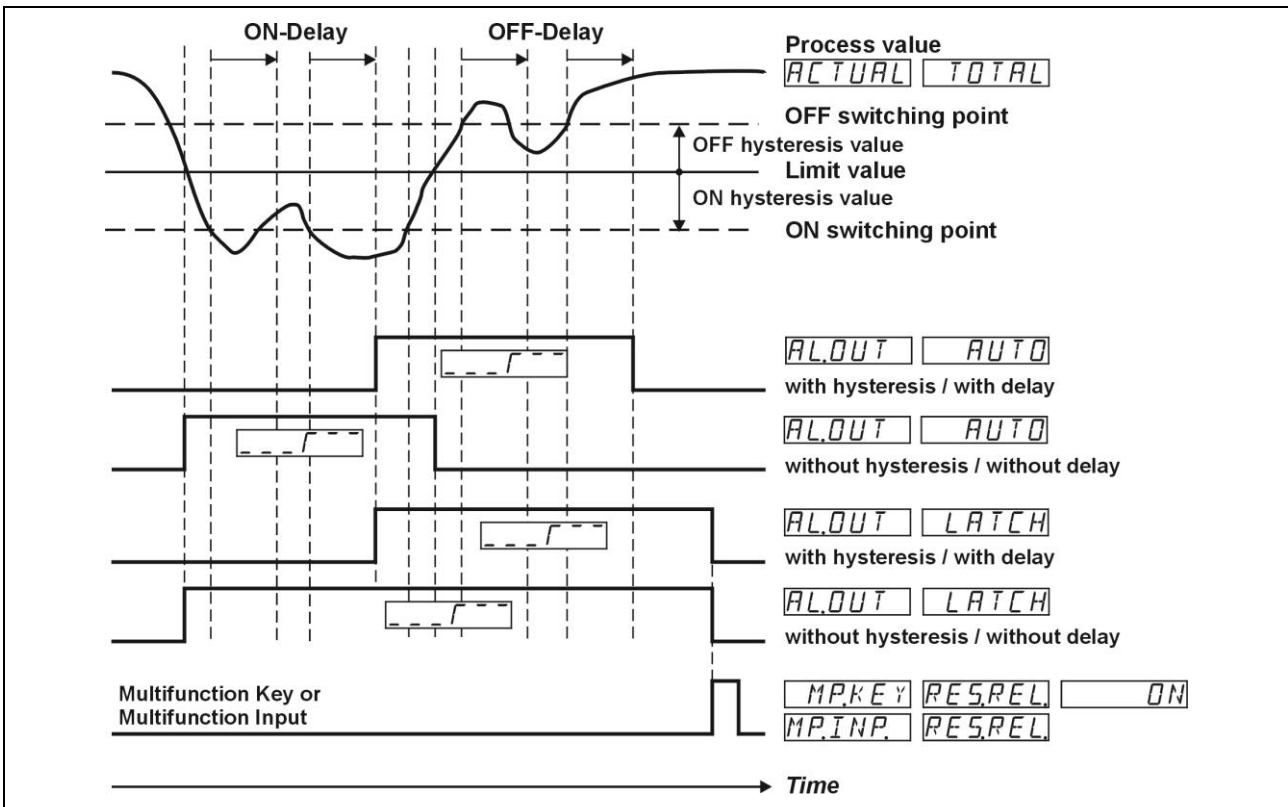 ON-Delay OFF-Delay
Process value
ACTUAL TOTAL
OFF switching point
OFF hysteresis value
Limit value
ON hysteresis value
ON switching point
AL.OUT AUTO
with hysteresis / with delay
AL.OUT AUTO
without hysteresis / without delay
AL.OUT LATCH
with hysteresis / with delay
AL.OUT LATCH
without hysteresis / without delay
Multifunction Key or
Multifunction Input
MP.KEY RES.REL. ON
MP.INP. RES.REL.
Time